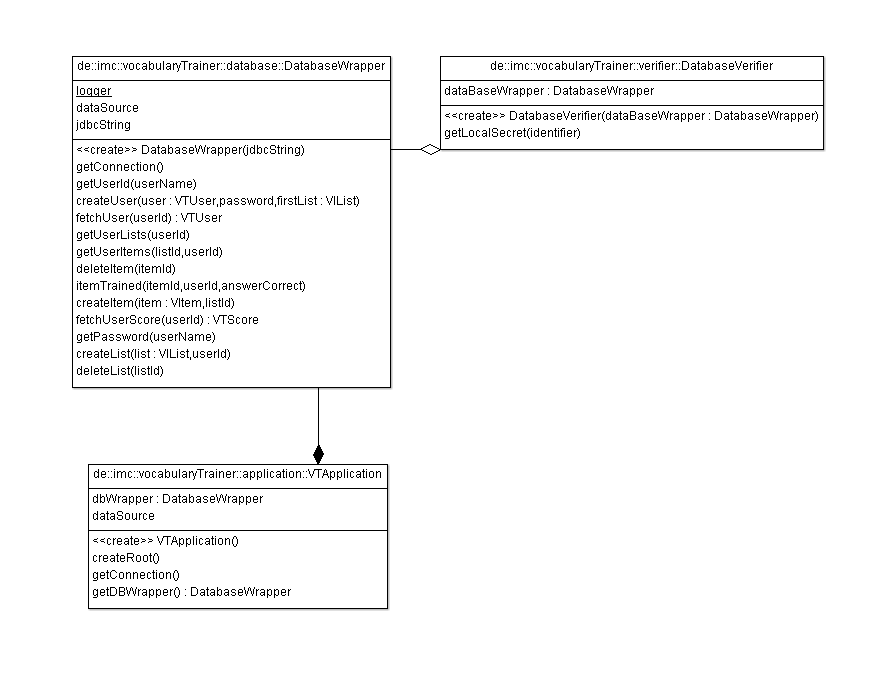 de::imc::vocabularyTrainer::database::DatabaseWrapper
logger
dataSource
jdbcString
<<create>> DatabaseWrapper(jdbcString)
getConnection()
getUserId(userName)
createUser(user : VTUser,password,firstList : VIList)
fetchUser(userId) : VTUser
getUserLists(userId)
getUserItems(listId,userId)
deleteItem(itemId)
itemTrained(itemId,userId,answerCorrect)
createItem(item : VItem,listId)
fetchUserScore(userId) : VTScore
getPassword(userName)
createList(list : VIList,userId)
deleteList(listId)
de::imc::vocabularyTrainer::verifier::DatabaseVerifier
dataBaseWrapper : DatabaseWrapper
<<create>> DatabaseVerifier(dataBaseWrapper : DatabaseWrapper)
getLocalSecret(identifier)
de::imc::vocabularyTrainer::application::VTApplication
dbWrapper : DatabaseWrapper
dataSource
<<create>> VTApplication()
createRoot()
getConnection()
getDBWrapper() : DatabaseWrapper